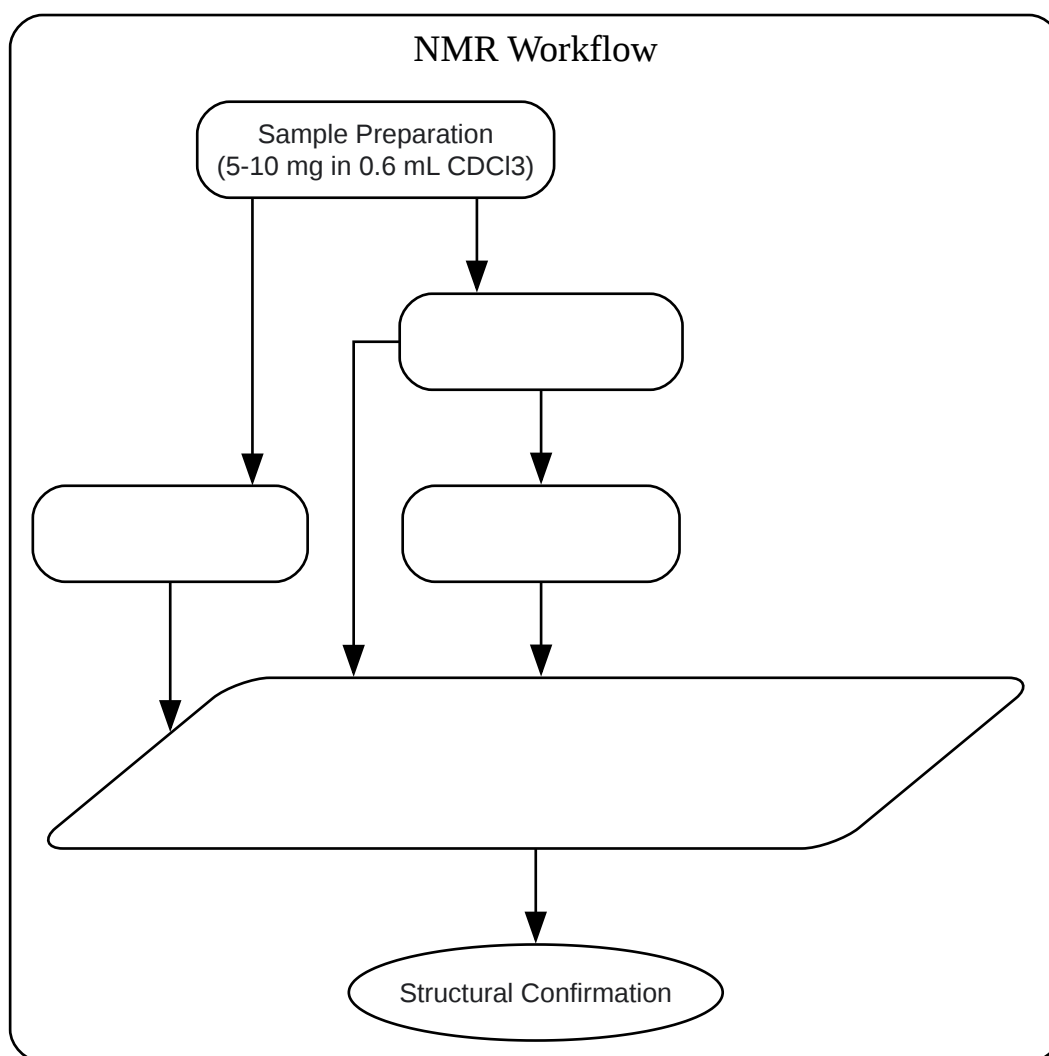 NMR Workflow
Sample Preparation
(5-10 mg in 0.6 mL CDCl3)
Structural Confirmation